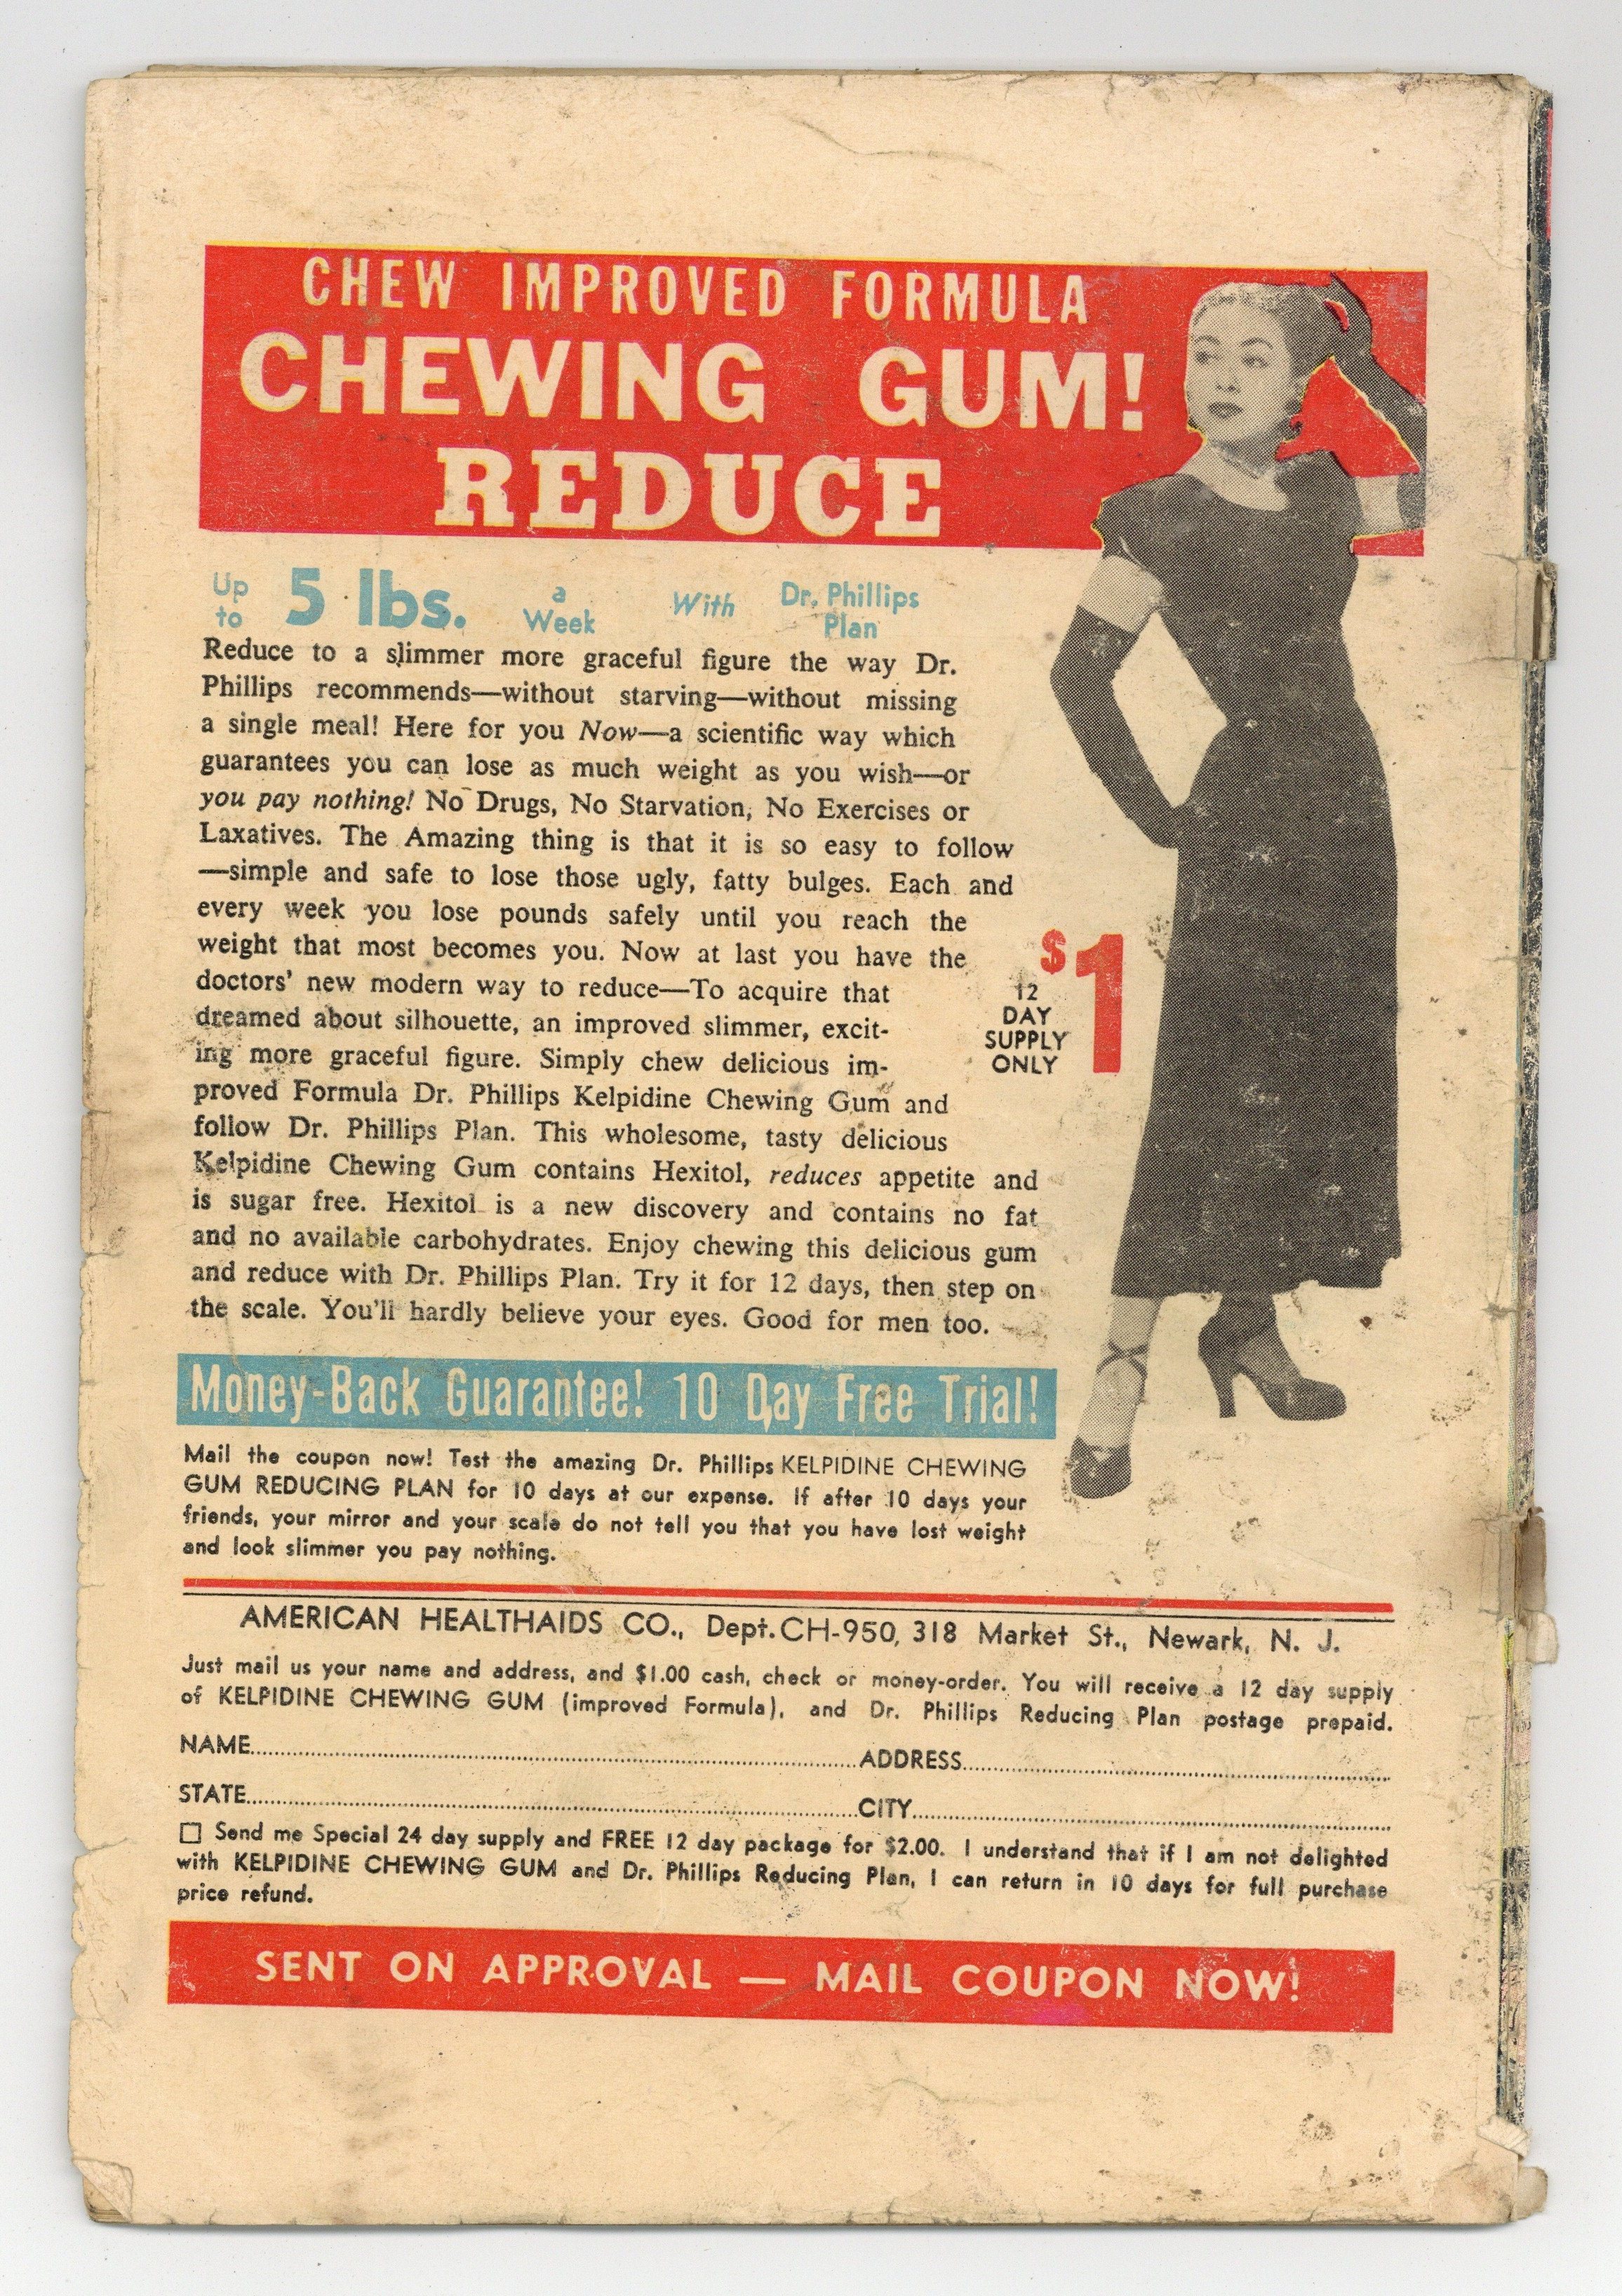 CHEW IMPROVED FORMULA
CHEWING GUM!
REDUCE
Up to 5 lbs. a Week With Dr. Phillips Plan
Reduce to a slimmer more graceful figure the way Dr.
Phillips recommends—without starving—without missing
a single meal! Here for you Now—a scientific way which
guarantees you can lose as much weight as you wish—or
you pay nothing! No Drugs, No Starvation, No Exercises or
Laxatives. The Amazing thing is that it is so easy to follow
—simple and safe to lose those ugly, fatty bulges. Each and
every week you lose pounds safely until you reach the
weight that most becomes you. Now at last you have the
doctors' new modern way to reduce—To acquire that
dreamed about silhouette, an improved slimmer, excit-
ing more graceful figure. Simply chew delicious im-
proved Formula Dr. Phillips Kelpidine Chewing Gum and
follow Dr. Phillips Plan. This wholesome, tasty delicious
Kelpidine Chewing Gum contains Hexitol, reduces appetite and
is sugar free. Hexitol is a new discovery and contains no fat
and no available carbohydrates. Enjoy chewing this delicious gum
and reduce with Dr. Phillips Plan. Try it for 12 days, then step on
the scale. You'll hardly believe your eyes. Good for men too.
$1
12
DAY
SUPPLY
ONLY
Money-Back Guarantee! 10 Day Free Trial!
Mail the coupon now! Test the amazing Dr. Phillips KELPIDINE CHEWING
GUM REDUCING PLAN for 10 days at our expense. If after 10 days your
friends, your mirror and your scale do not tell you that you have lost weight
and look slimmer you pay nothing.
AMERICAN HEALTHAIDS CO., Dept. CH-950, 318 Market St., Newark, N. J.
Just mail us your name and address, and $1.00 cash, check or money-order. You will receive a 12 day supply
of KELPIDINE CHEWING GUM (improved Formula), and Dr. Phillips Reducing Plan postage prepaid.
NAME ADDRESS
STATE CITY
Send me Special 24 day supply and FREE 12 day package for $2.00. I understand that if I am not delighted
with KELPIDINE CHEWING GUM and Dr. Phillips Reducing Plan, I can return in 10 days for full purchase
price refund.
SENT ON APPROVAL — MAIL COUPON NOW!